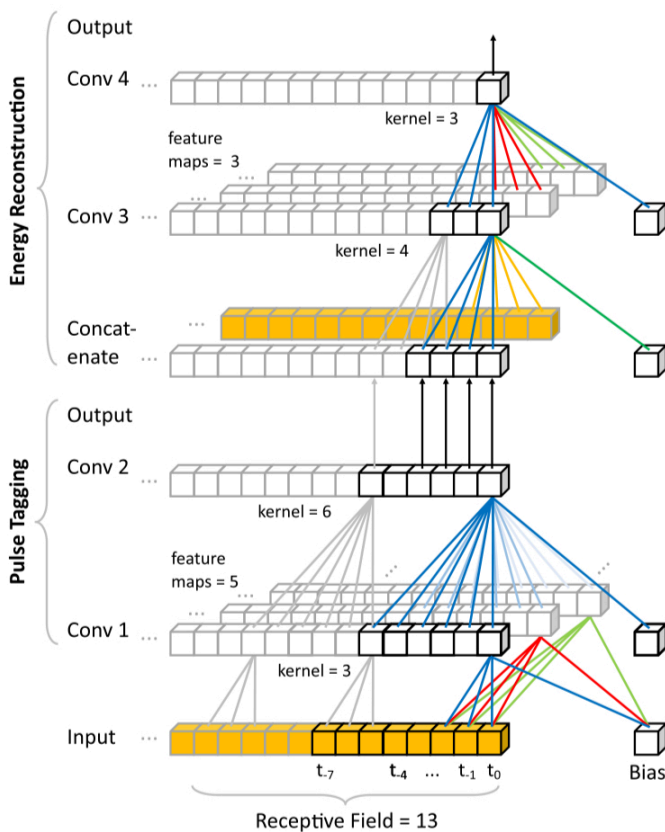 Output
Conv 4
...
kernel = 3
feature
maps = 3
...
...
Conv 3
...
kernel = 4
Energy Reconstruction
...
Concat-
enate
...
Output
Conv 2
...
kernel = 6
Pulse Tagging
feature
maps = 5
...
...
...
...
Conv 1
...
kernel = 3
Input
...
t-7
t-4
...
t-1
t0
Bias
Receptive Field = 13